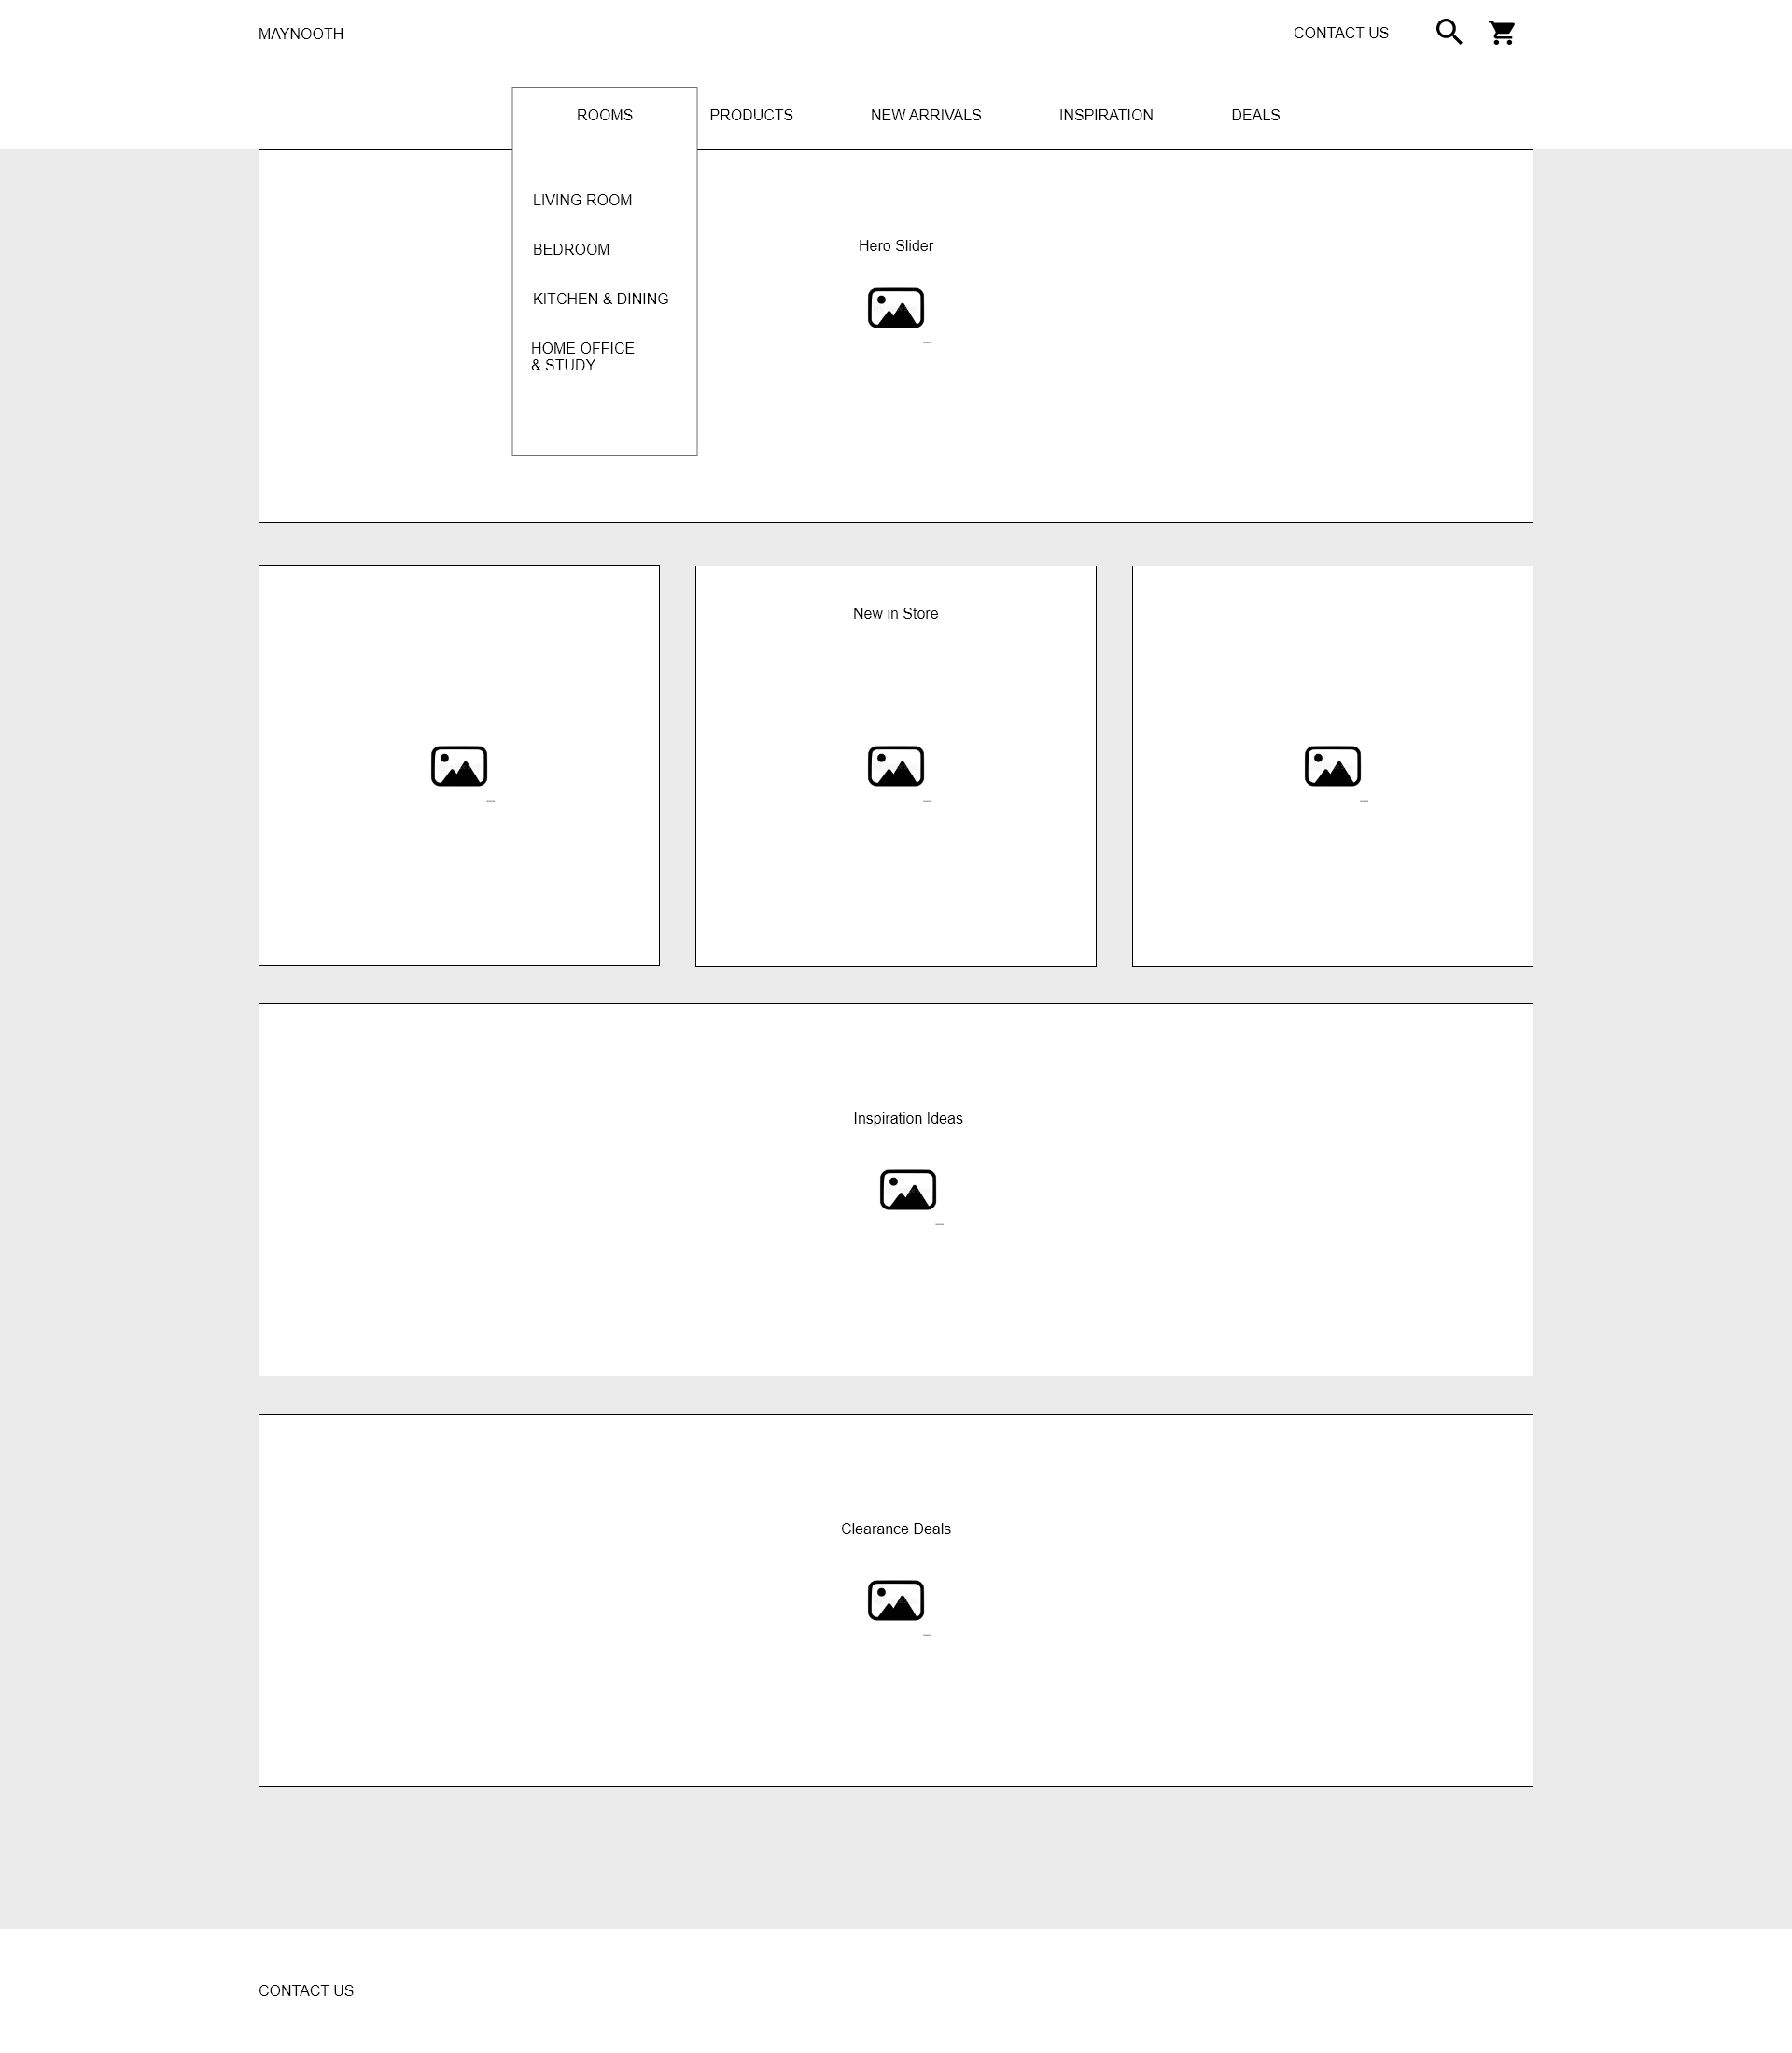 MAYNOOTH
CONTACT US
ROOMS
PRODUCTS
NEW ARRIVALS
INSPIRATION
DEALS
LIVING ROOM
BEDROOM
KITCHEN & DINING
HOME OFFICE
& STUDY
Hero Slider
New in Store
Inspiration Ideas
Clearance Deals
CONTACT US